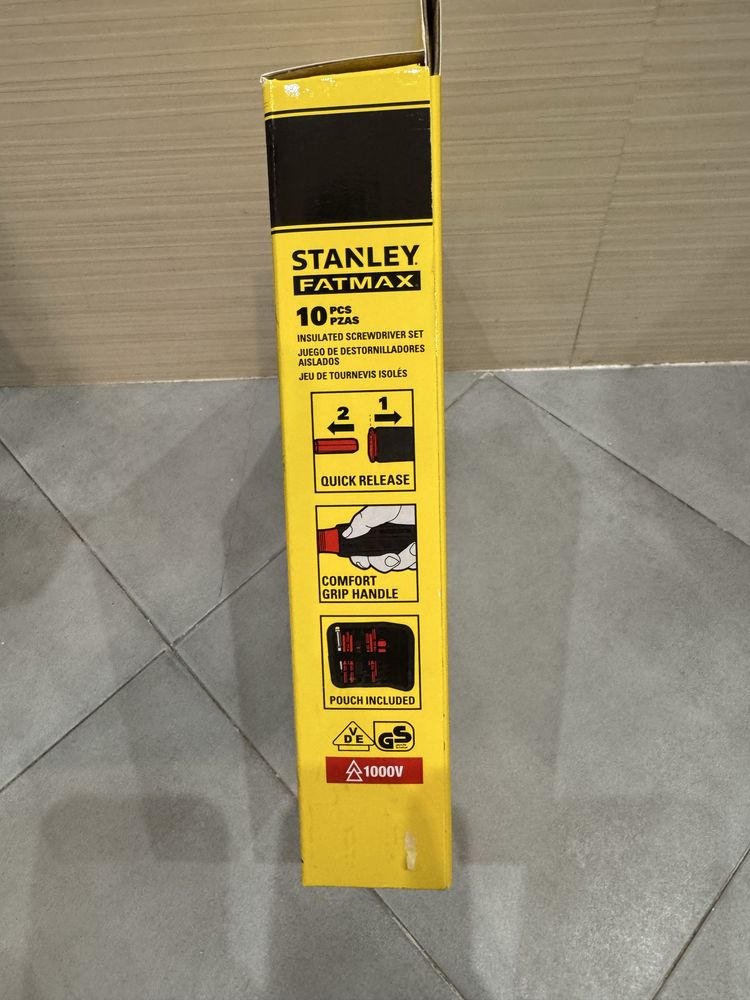 STANLEY
FATMAX
10 PCS
PZAS
INSULATED SCREWDRIVER SET
JUEGO DE DESTORNILLADORES
AISLADOS
JEU DE TOURNEVIS ISOLÉS
2 1
QUICK RELEASE
COMFORT
GRIP HANDLE
POUCH INCLUDED
VDE GS
1000V